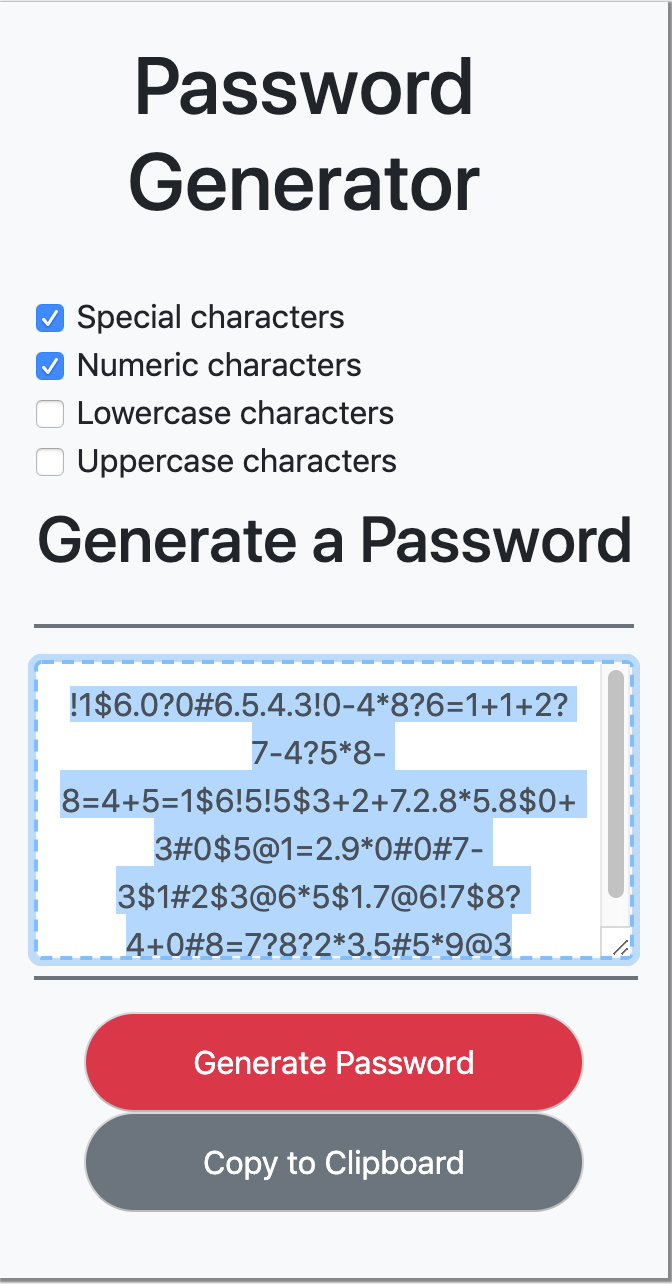 Password
Generator
Special characters
Numeric characters
Lowercase characters
Uppercase characters
Generate a Password
!1$6.0?0#6.5.4.3!0-4*8?6=1+1+2?
7-4?5*8-
8=4+5=1$6!5!5$3+2+7.2.8*5.8$0+
3#0$5@1=2.9*0#0#7-
3$1#2$3@6*5$1.7@6!7$8?
4+0#8=7?8?2*3.5#5*9@3
Generate Password
Copy to Clipboard